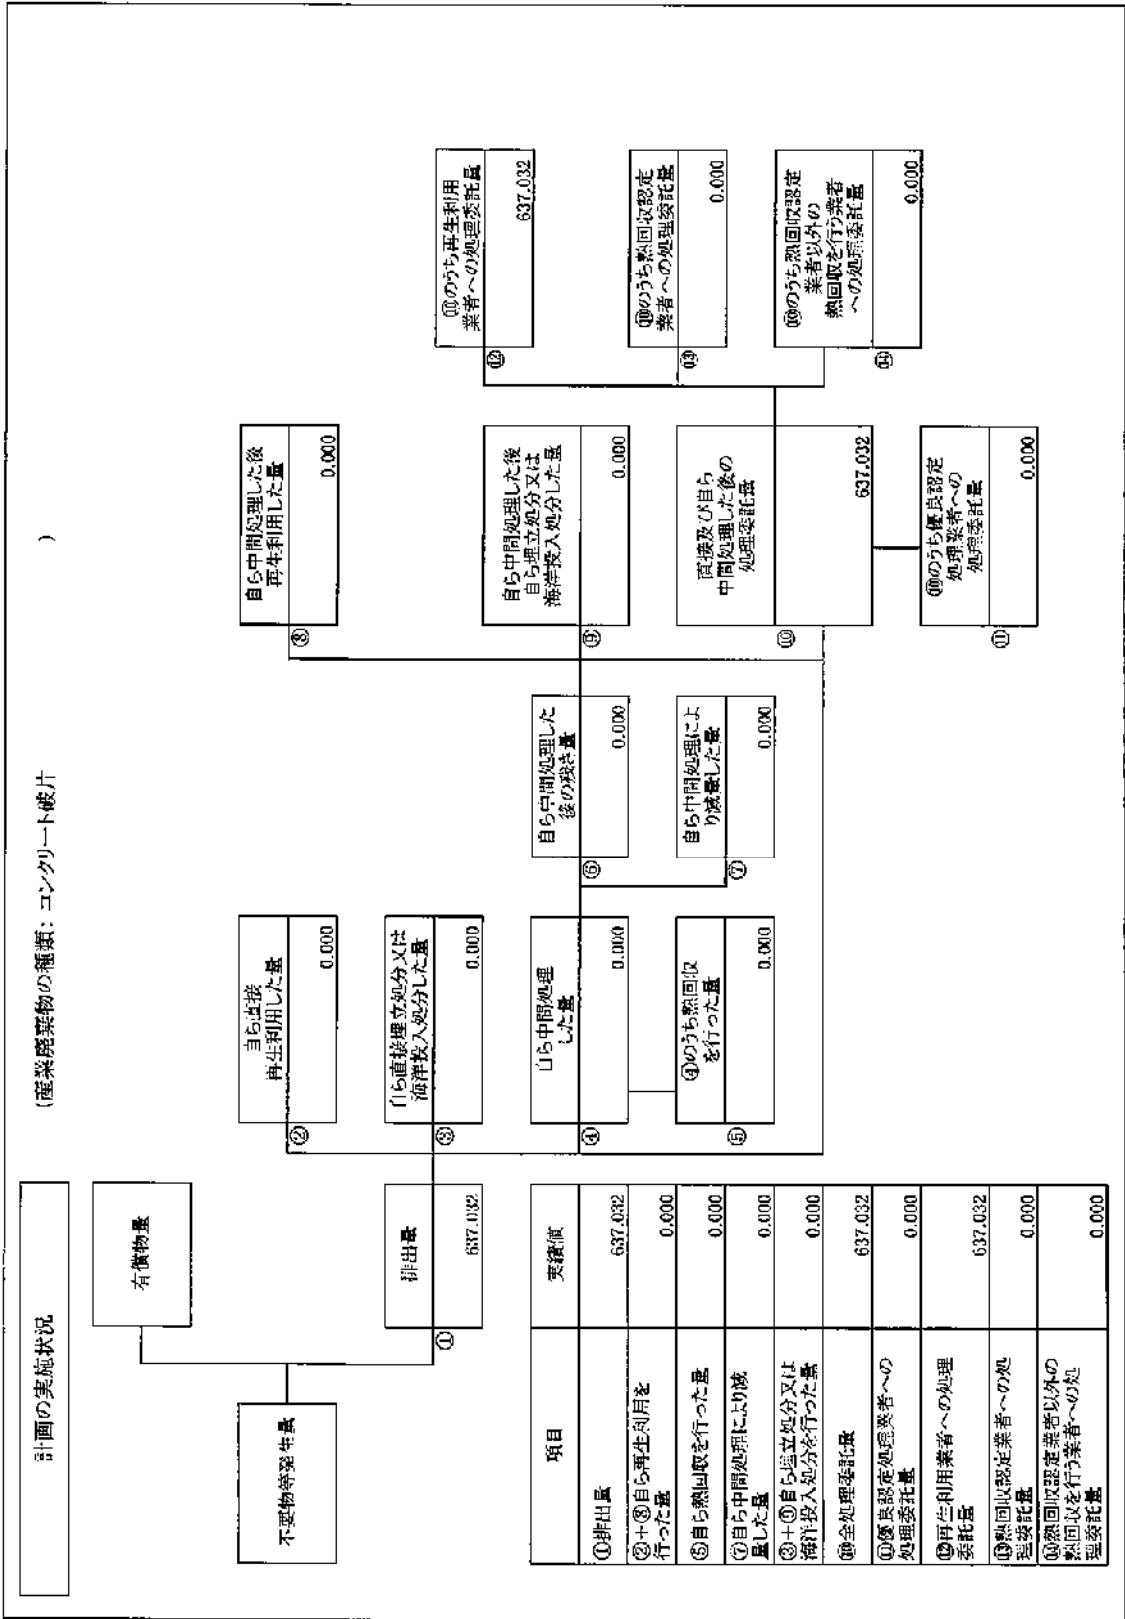 計画の実施状況
(産業廃棄物の種類: コンクリート破片 )
不要物等発生量
有償物量
①
排出量
637.032
②
自ら直接
再生利用した量
0.000
③
自ら直接埋立処分又は
海洋投入処分した量
0.000
④
自ら中間処理
した量
0.000
⑤
④のうち熱回収
を行った量
0.000
⑥
自ら中間処理した
後の残さ量
0.000
⑦
自ら中間処理によ
り減量した量
0.000
⑧
自ら中間処理した後
再生利用した量
0.000
⑨
自ら中間処理した後
自ら埋立処分又は
海洋投入処分した量
0.000
⑩
直接及び自ら
中間処理した後の
処理委託量
637.032
⑪
⑩のうち優良認定
処理業者への
処理委託量
0.000
⑫
⑩のうち再生利用
業者への処理委託量
637.032
⑬
⑩のうち熱回収認定
業者への処理委託量
0.000
⑭
⑩のうち熱回収認定
業者以外の
熱回収を行う業者
への処理委託量
0.000
項目 実績値
①排出量 637.032
②+⑧自ら再生利用を
行った量 0.000
⑤自ら熱回収を行った量 0.000
⑦自ら中間処理により減
量した量 0.000
③+⑨自ら埋立処分又は
海洋投入処分を行った量 0.000
⑩全処理委託量 637.032
⑪優良認定処理業者への
処理委託量 0.000
⑫再生利用業者への処理
委託量 637.032
⑬熱回収認定業者への処
理委託量 0.000
⑭熱回収認定業者以外の
熱回収を行う業者への処
理委託量 0.000